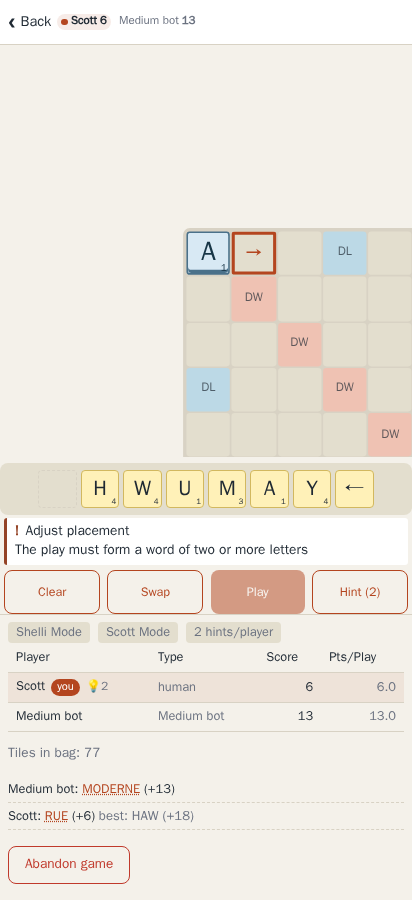 ‹ Back Scott 6 Medium bot 13
A 1 → DL
DW
DW
DL DW
DW
H 4 W 4 U 1 M 3 A 1 Y 4 ←
! Adjust placement
The play must form a word of two or more letters
Clear Swap Play Hint (2)
Shelli Mode Scott Mode 2 hints/player
Player Type Score Pts/Play
Scott you 💡2 human 6 6.0
Medium bot Medium bot 13 13.0
Tiles in bag: 77
Medium bot: MODERNE (+13)
Scott: RUE (+6) best: HAW (+18)
Abandon game